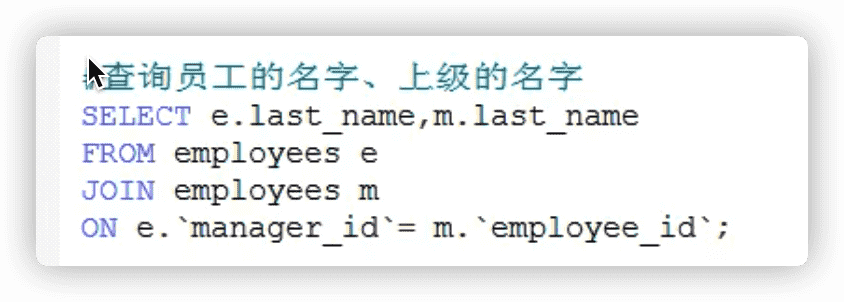 #查询员工的名字、上级的名字
SELECT e.last_name,m.last_name
FROM employees e
JOIN employees m
ON e.`manager_id`= m.`employee_id`;